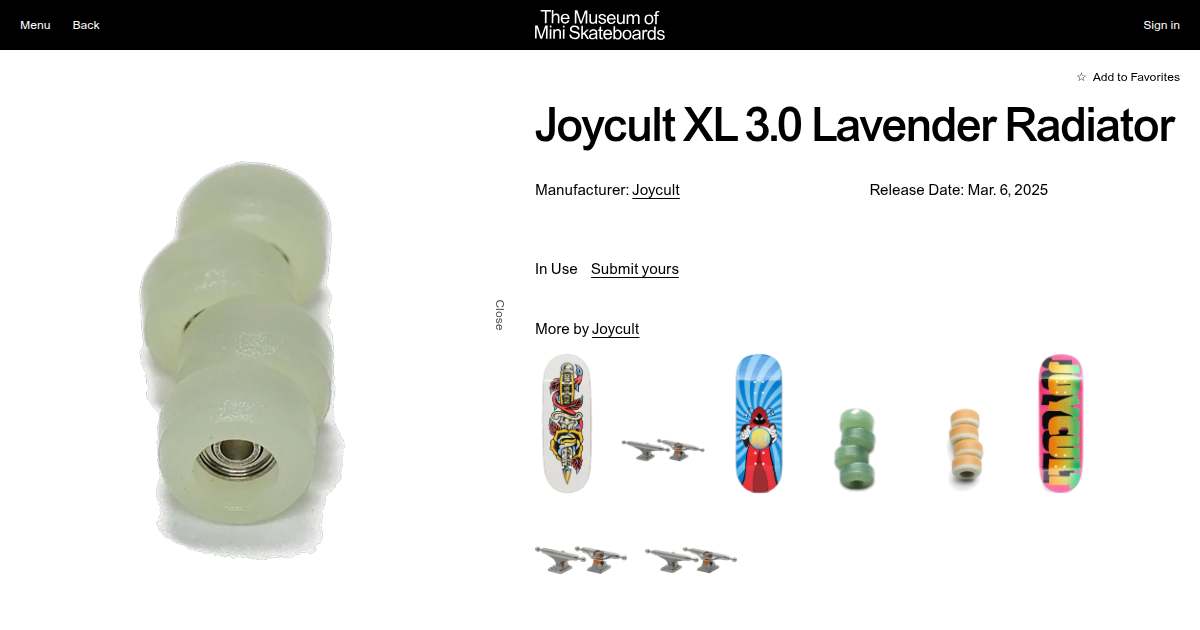 Menu
Back
The Museum of
Mini Skateboards
Sign in
☆ Add to Favorites
Joycult XL 3.0 Lavender Radiator
Manufacturer: Joycult
Release Date: Mar. 6, 2025
In Use
Submit yours
Close
More by Joycult
JOYCULT